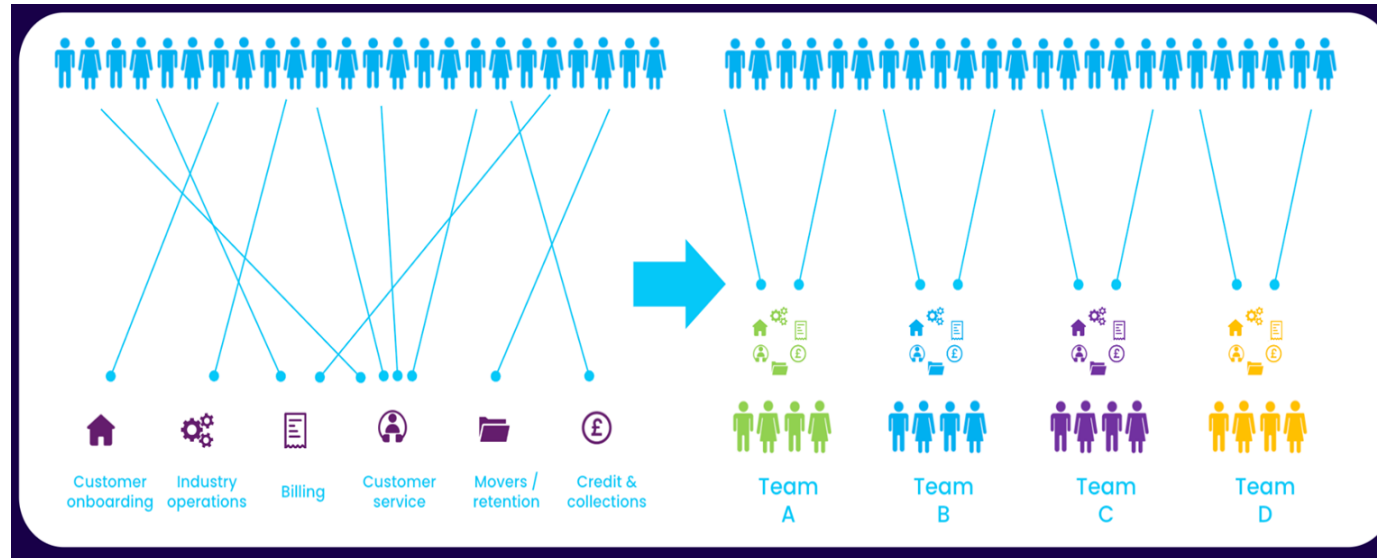 Customer
onboarding
Industry
operations
Billing
Customer
service
Movers /
retention
Credit &
collections
£
Team
A
£
Team
B
£
Team
C
£
Team
D
£